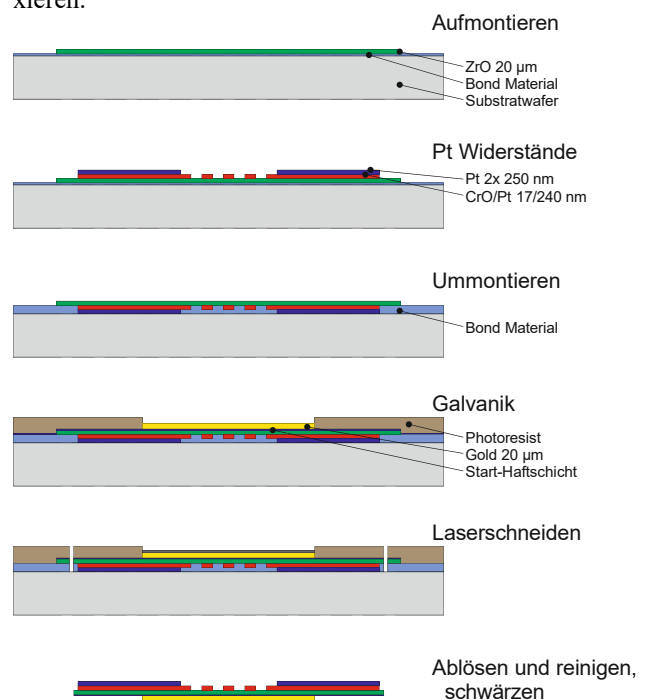 xieren.
Aufmontieren
ZrO 20 µm
Bond Material
Substratwafer
Pt Widerstände
Pt 2x 250 nm
CrO/Pt 17/240 nm
Ummontieren
Bond Material
Galvanik
Photoresist
Gold 20 µm
Start-Haftschicht
Laserschneiden
Ablösen und reinigen,
schwärzen